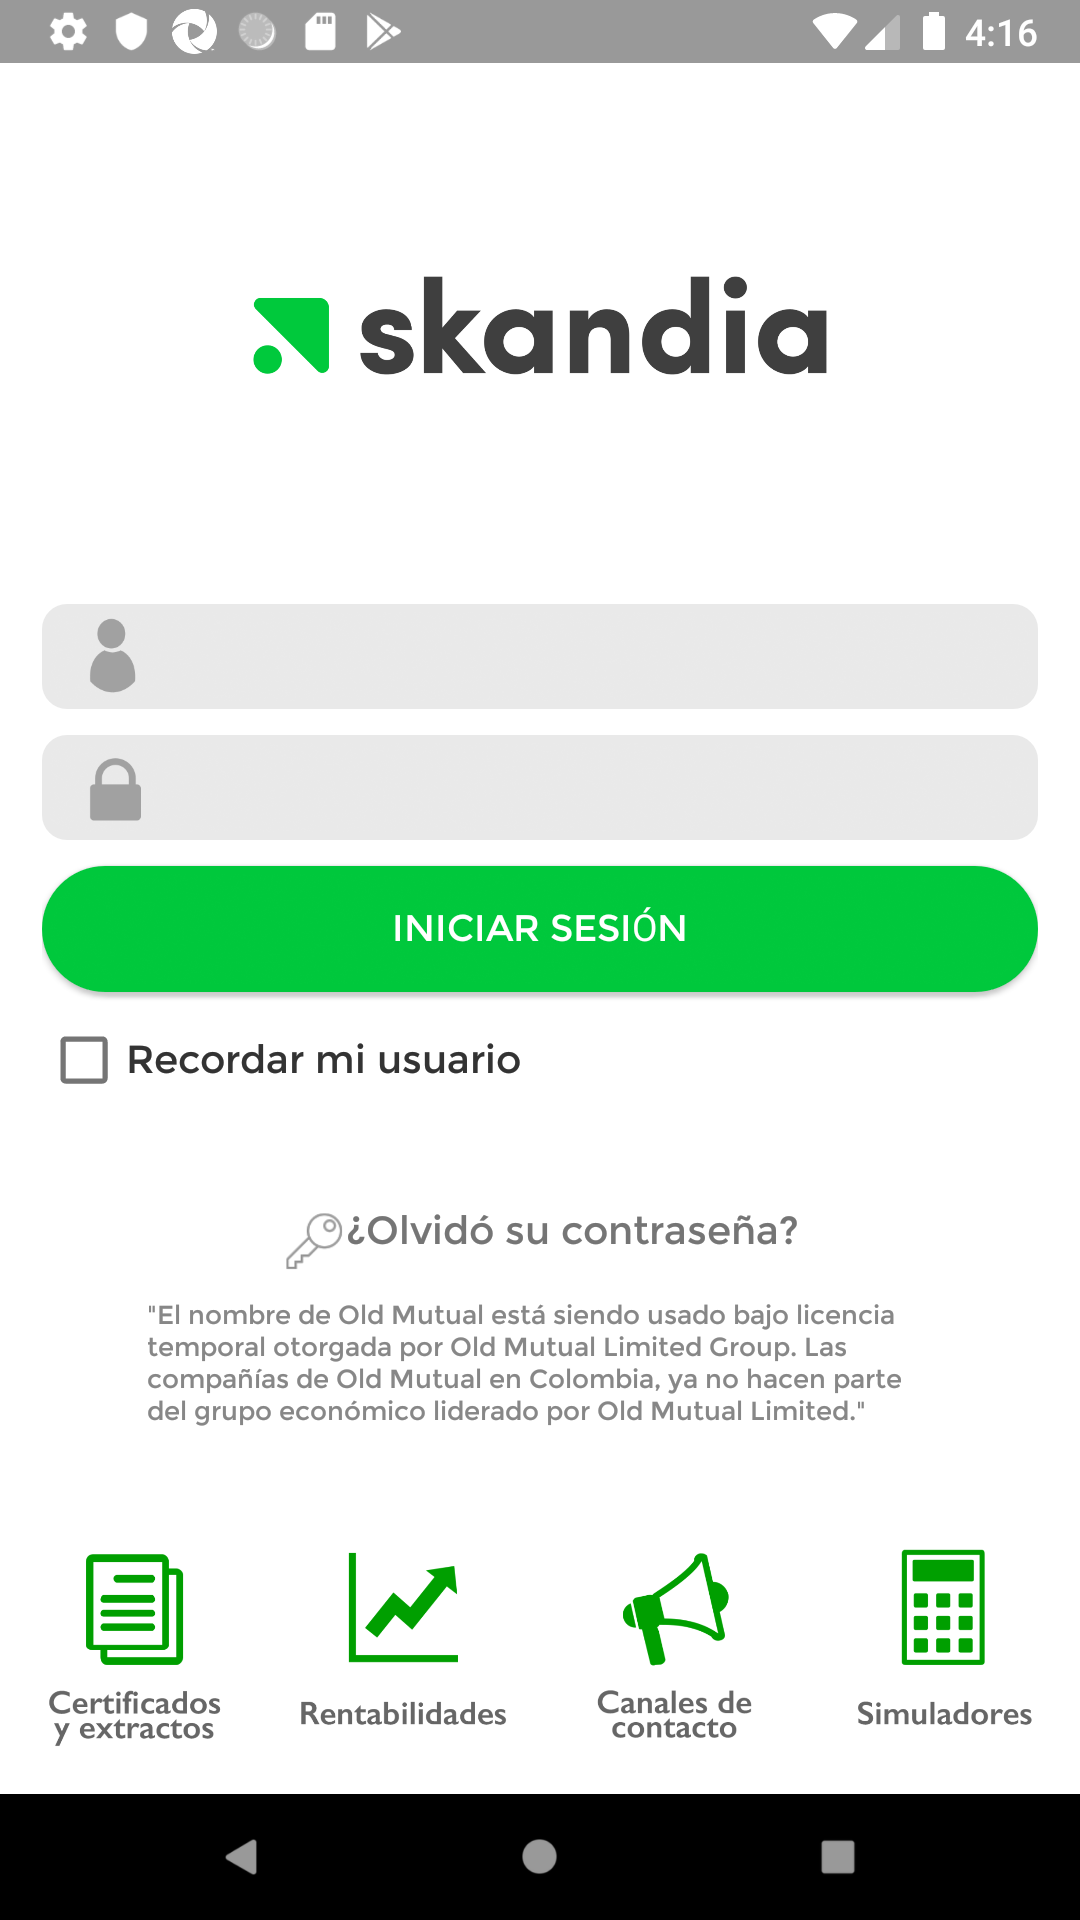 4:16
skandia
INICIAR SESIÓN
Recordar mi usuario
¿Olvidó su contraseña?
"El nombre de Old Mutual está siendo usado bajo licencia
temporal otorgada por Old Mutual Limited Group. Las
compañías de Old Mutual en Colombia, ya no hacen parte
del grupo económico liderado por Old Mutual Limited."
Certificados
y extractos
Rentabilidades
Canales de
contacto
Simuladores